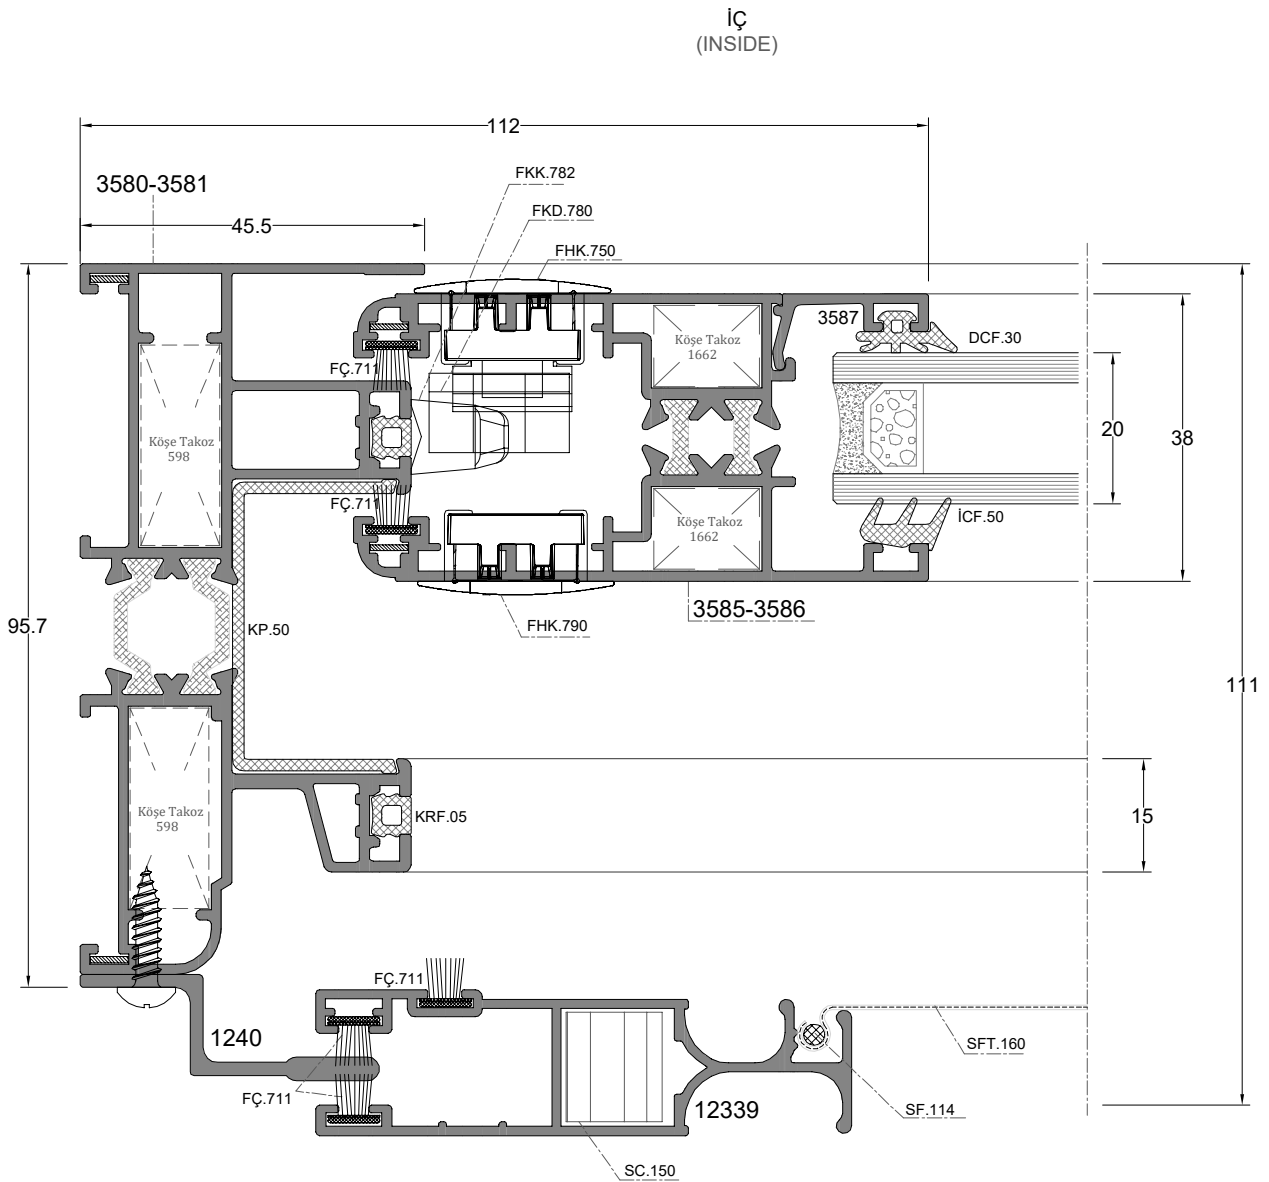 İÇ
(INSIDE)
112
3580-3581
FKK.782
45.5
FKD.780
FHK.750
3587
DCF.30
Köşe Takoz
1662
FÇ.711
Köşe Takoz
598
20
38
FÇ.711
İCF.50
Köşe Takoz
1662
3585-3586
FHK.790
KP.50
95.7
111
Köşe Takoz
598
KRF.05
15
FÇ.711
1240
SFT.160
FÇ.711
12339
SF.114
SC.150